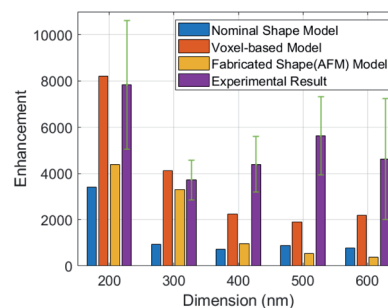 10000
8000
6000
4000
2000
0
Enhancement
Nominal Shape Model
Voxel-based Model
Fabricated Shape(AFM) Model
Experimental Result
200 300 400 500 600
Dimension (nm)